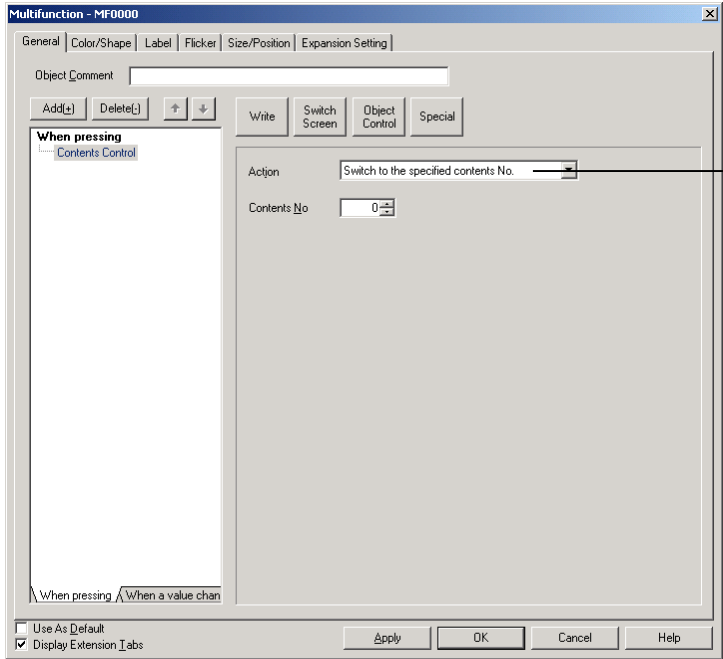 Multifunction - MF0000
General Color/Shape Label Flicker Size/Position Expansion Setting
Object Comment
Add(+) Delete(-)
Write Switch Screen Object Control Special
When pressing
Contents Control
Action Switch to the specified contents No.
Contents No 0
When pressing When a value chan
Use As Default
Display Extension Tabs
Apply OK Cancel Help